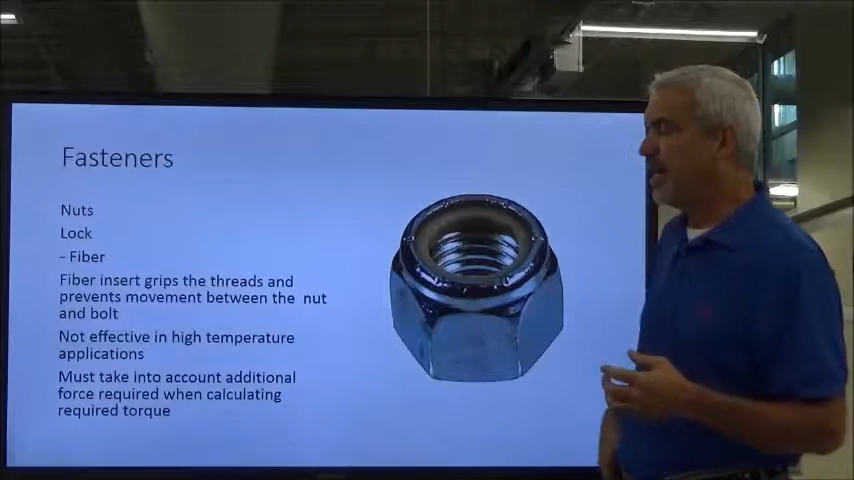 Fasteners
Nuts
Lock
- Fiber
Fiber insert grips the threads and
prevents movement between the nut
and bolt
Not effective in high temperature
applications
Must take into account additional
force required when calculating
required torque